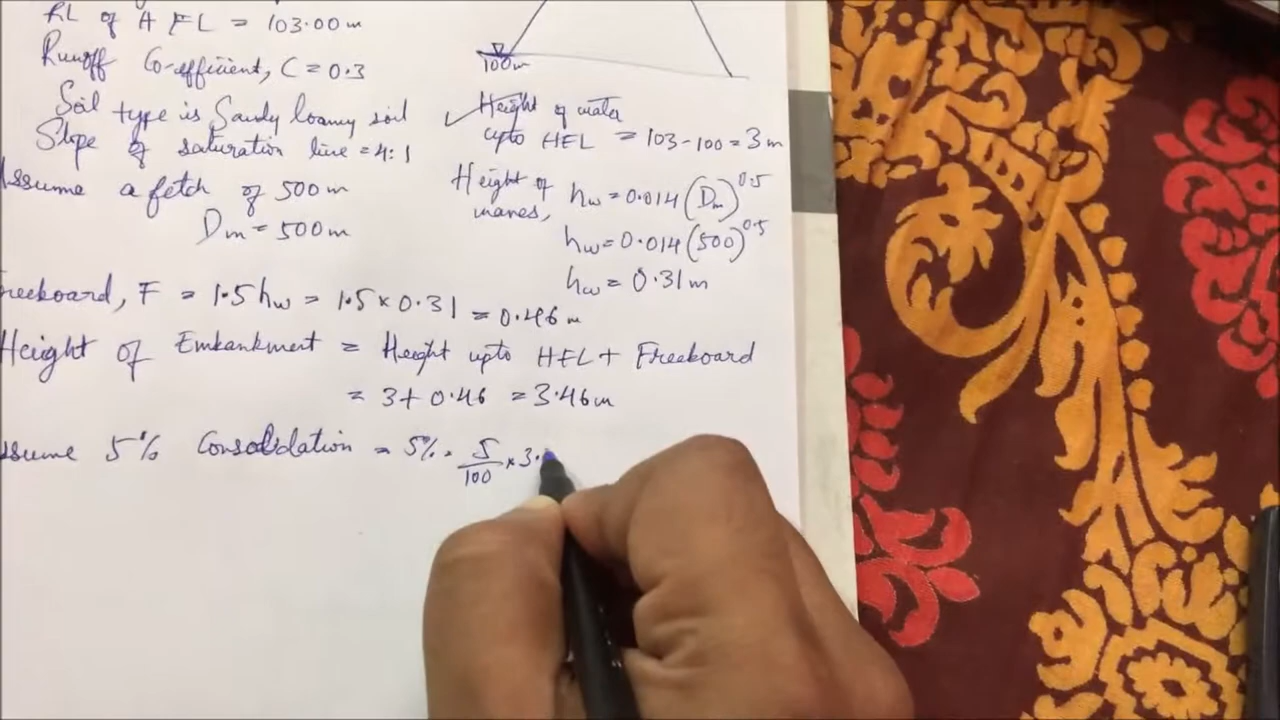 RL of HFL = 103.00 m
Runoff Co-efficient, C = 0.3
Soil type is Sandy loamy soil
Slope of saturation line = 4:1
Assume a fetch of 500 m
Dm = 500 m
100m
Height of water
upto HFL = 103 - 100 = 3 m
Height of waves, hw = 0.014 (Dm)^0.5
hw = 0.014 (500)^0.5
hw = 0.31 m
Freeboard, F = 1.5 hw = 1.5 × 0.31 = 0.46 m
Height of Embankment = Height upto HFL + Freeboard
= 3 + 0.46 = 3.46 m
ssume 5% Consolidation = 5% = 5/100 × 3.